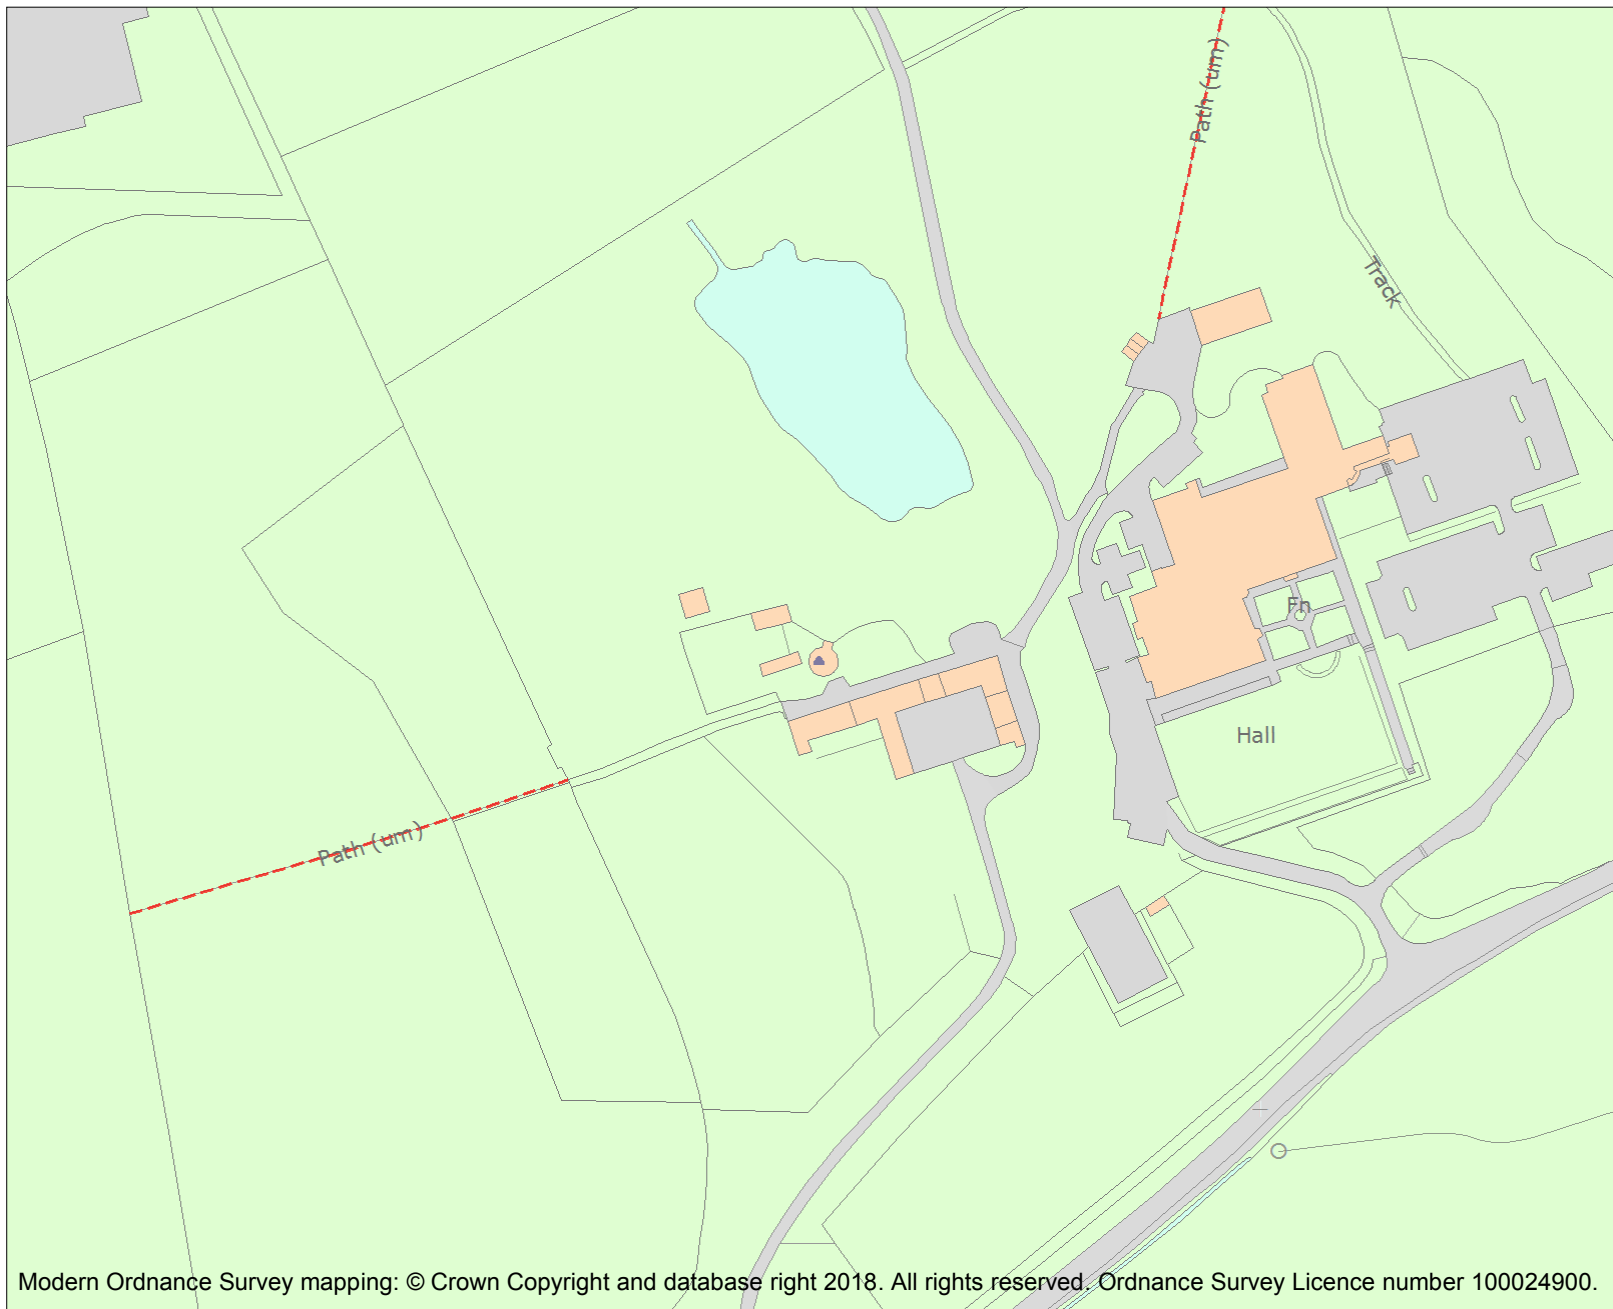 Path (um)
Track
Fn
Hall
Path (um)
Modern Ordnance Survey mapping: © Crown Copyright and database right 2018. All rights reserved. Ordnance Survey Licence number 100024900.